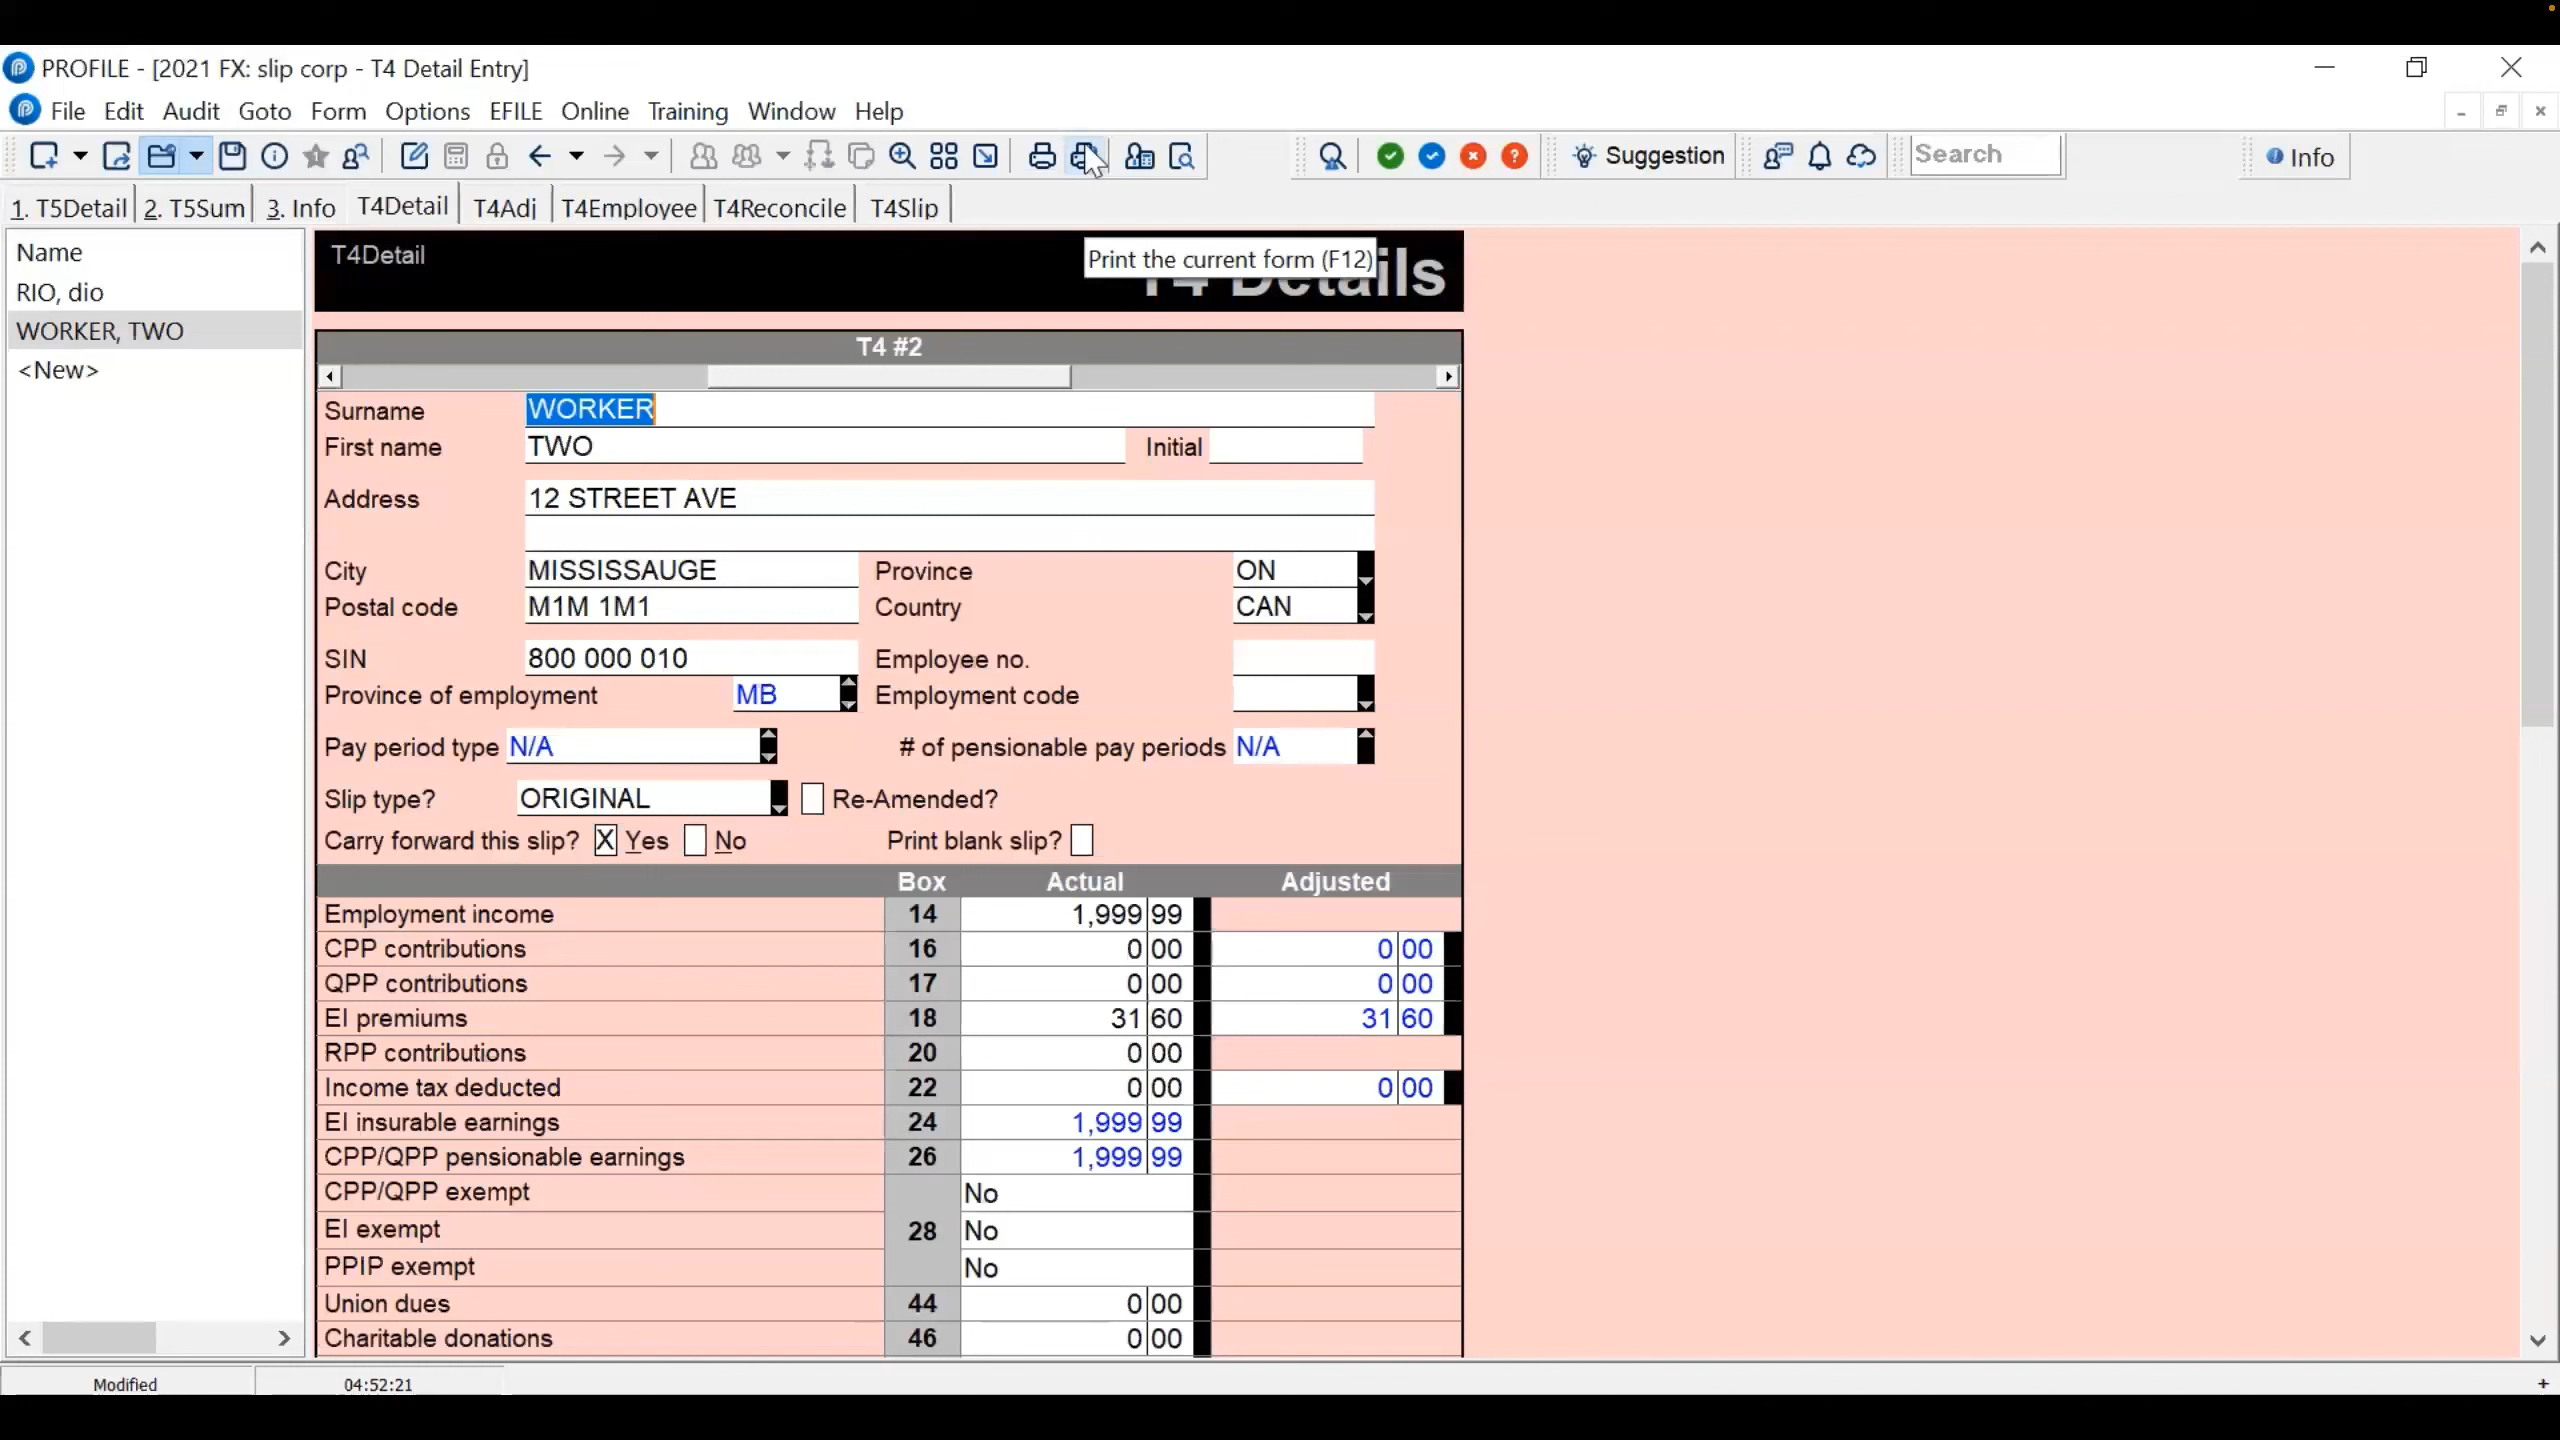 PROFILE - [2021 FX: slip corp - T4 Detail Entry]
File Edit Audit Goto Form Options EFILE Online Training Window Help
Suggestion Search Info
1. T5Detail 2. T5Sum 3. Info T4Detail T4Adj T4Employee T4Reconcile T4Slip
Name
RIO, dio
WORKER, TWO
<New>
T4Detail
Print the current form (F12)
T4 Details
T4 #2
Surname WORKER
First name TWO Initial
Address 12 STREET AVE
City MISSISSAUGE Province ON
Postal code M1M 1M1 Country CAN
SIN 800 000 010 Employee no.
Province of employment MB Employment code
Pay period type N/A # of pensionable pay periods N/A
Slip type? ORIGINAL Re-Amended?
Carry forward this slip? X Yes No Print blank slip?
Box Actual Adjusted
Employment income 14 1,999 99
CPP contributions 16 0 00 0 00
QPP contributions 17 0 00 0 00
EI premiums 18 31 60 31 60
RPP contributions 20 0 00
Income tax deducted 22 0 00 0 00
EI insurable earnings 24 1,999 99
CPP/QPP pensionable earnings 26 1,999 99
CPP/QPP exempt No
EI exempt 28 No
PPIP exempt No
Union dues 44 0 00
Charitable donations 46 0 00
Modified 04:52:21